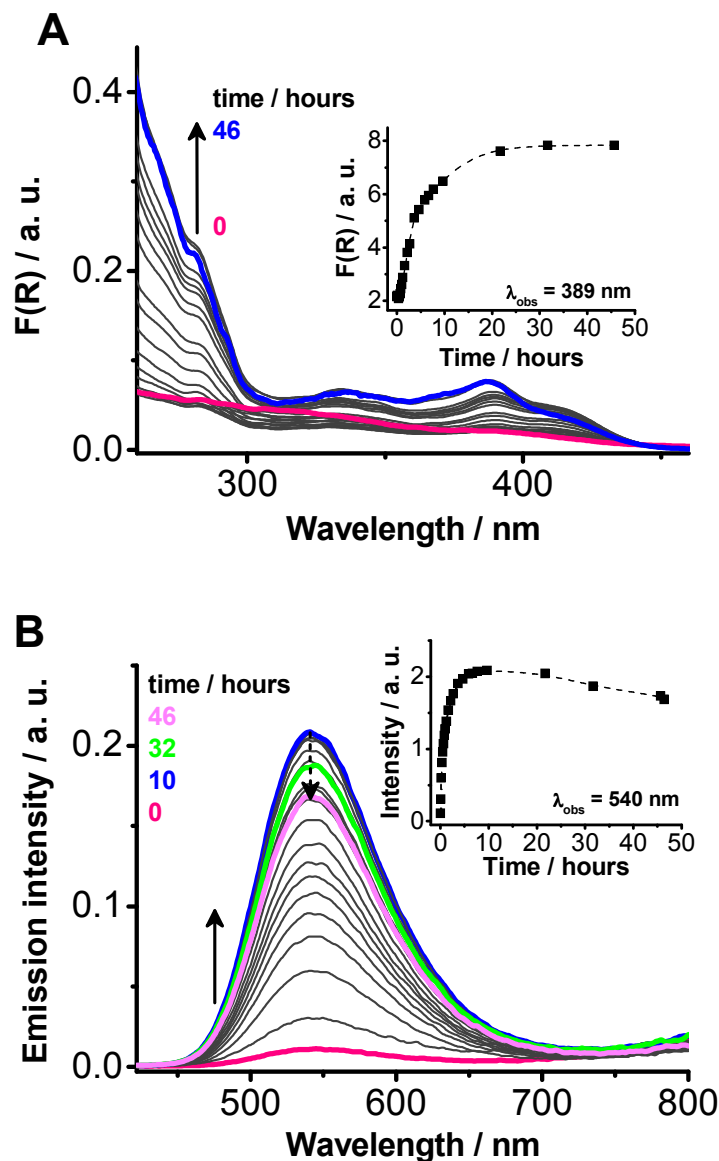 A
0.4
0.2
0.0
F(R) / a. u.
time / hours
46
0
8
6
4
2
F(R) / a. u.
λobs = 389 nm
0 10 20 30 40 50
Time / hours
300 400
Wavelength / nm
B
0.2
0.1
0.0
Emission intensity / a. u.
time / hours
46
32
10
0
2
1
0
Intensity / a. u.
λobs = 540 nm
0 10 20 30 40 50
Time / hours
500 600 700 800
Wavelength / nm